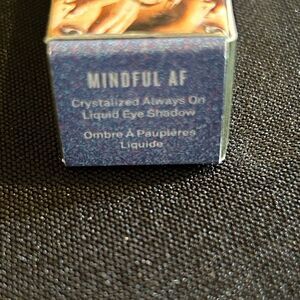 MINDFUL AF
Crystalized Always On
Liquid Eye Shadow
Ombre À Paupières
Liquide